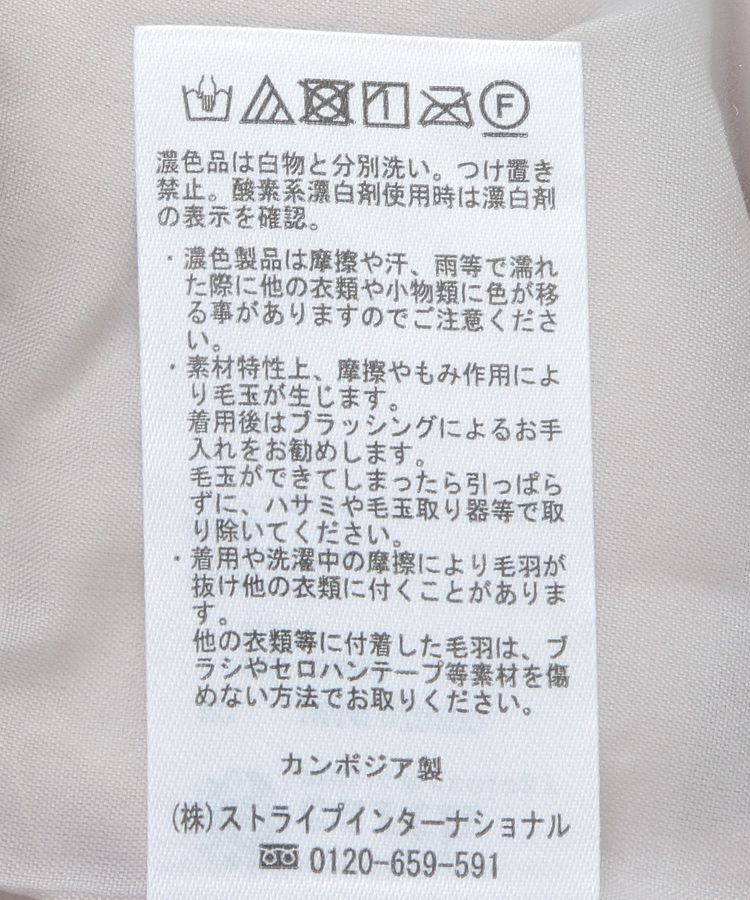 濃色品は白物と分別洗い。つけ置き
禁止。酸素系漂白剤使用時は漂白剤
の表示を確認。
・濃色製品は摩擦や汗、雨等で濡れ
た際に他の衣類や小物類に色が移
る事がありますのでご注意くださ
い。
・素材特性上、摩擦やもみ作用によ
り毛玉が生じます。
着用後はブラッシングによるお手
入れをお勧めします。
毛玉ができてしまったら引っぱら
ずに、ハサミや毛玉取り器等で取
り除いてください。
・着用や洗濯中の摩擦により毛羽が
抜け他の衣類に付くことがありま
す。
他の衣類等に付着した毛羽は、ブ
ラシやセロハンテープ等素材を傷
めない方法でお取りください。
カンボジア製
(株)ストライプインターナショナル
0120-659-591